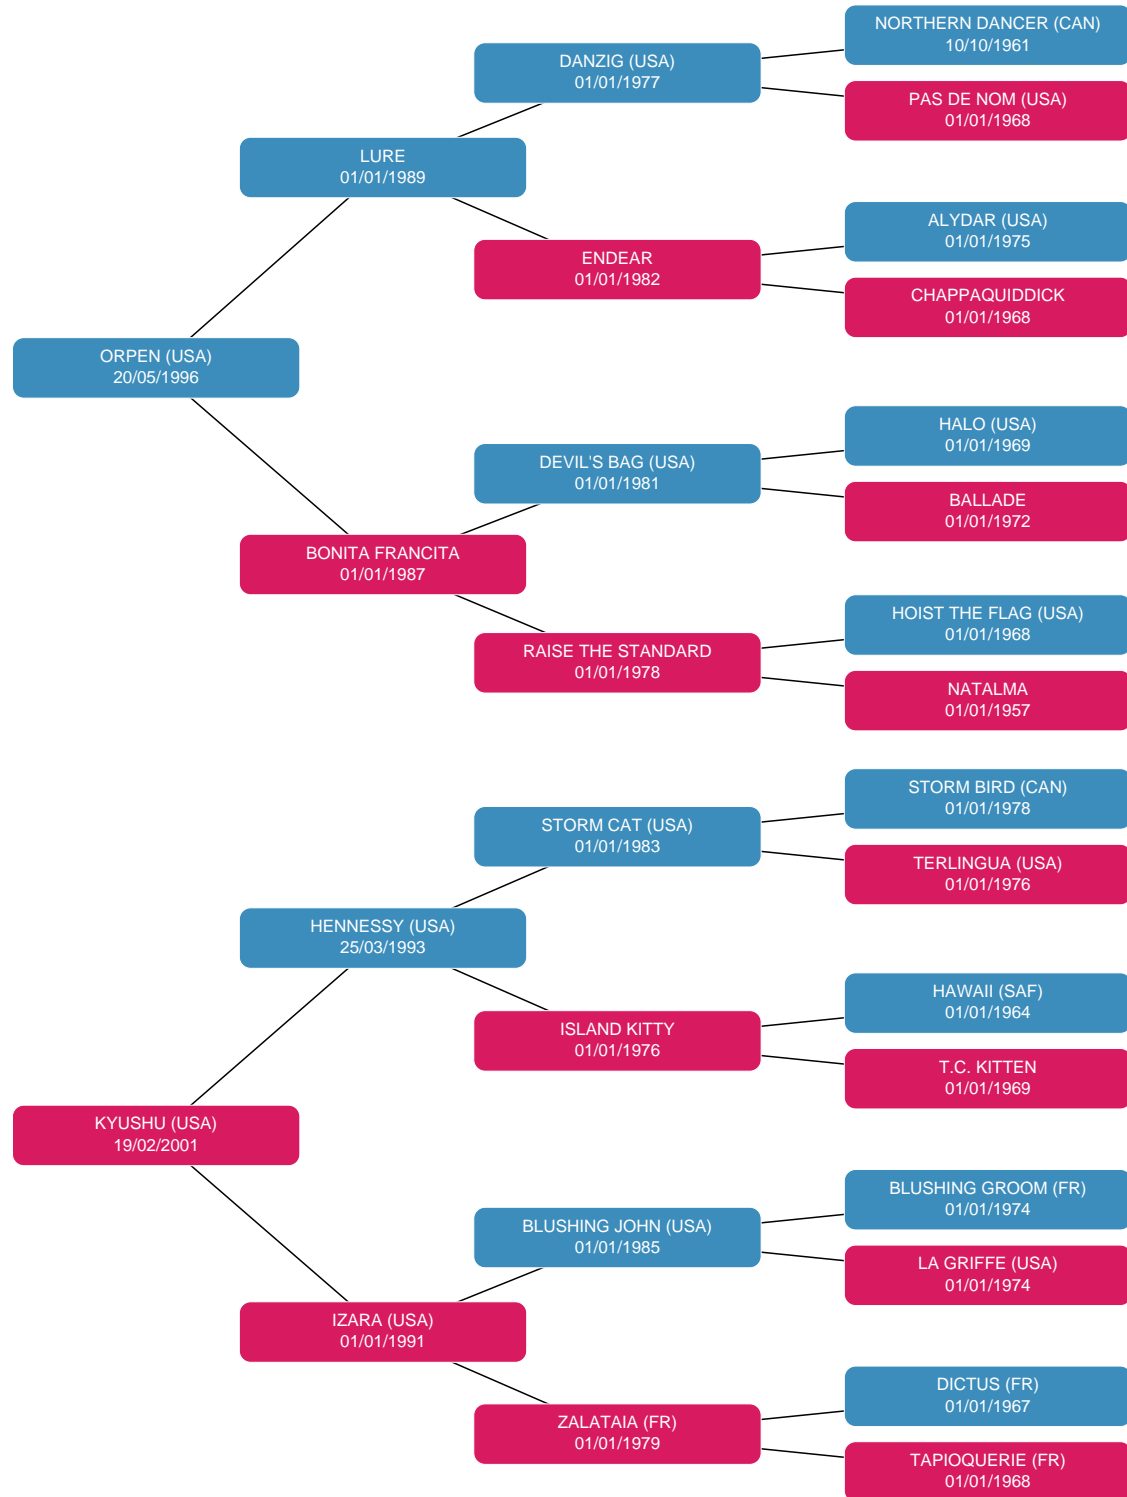 NORTHERN DANCER (CAN)
10/10/1961
DANZIG (USA)
01/01/1977
PAS DE NOM (USA)
01/01/1968
LURE
01/01/1989
ALYDAR (USA)
01/01/1975
ENDEAR
01/01/1982
CHAPPAQUIDDICK
01/01/1968
ORPEN (USA)
20/05/1996
HALO (USA)
01/01/1969
DEVIL'S BAG (USA)
01/01/1981
BALLADE
01/01/1972
BONITA FRANCITA
01/01/1987
HOIST THE FLAG (USA)
01/01/1968
RAISE THE STANDARD
01/01/1978
NATALMA
01/01/1957
STORM BIRD (CAN)
01/01/1978
STORM CAT (USA)
01/01/1983
TERLINGUA (USA)
01/01/1976
HENNESSY (USA)
25/03/1993
HAWAII (SAF)
01/01/1964
ISLAND KITTY
01/01/1976
T.C. KITTEN
01/01/1969
KYUSHU (USA)
19/02/2001
BLUSHING GROOM (FR)
01/01/1974
BLUSHING JOHN (USA)
01/01/1985
LA GRIFFE (USA)
01/01/1974
IZARA (USA)
01/01/1991
DICTUS (FR)
01/01/1967
ZALATAIA (FR)
01/01/1979
TAPIOQUERIE (FR)
01/01/1968